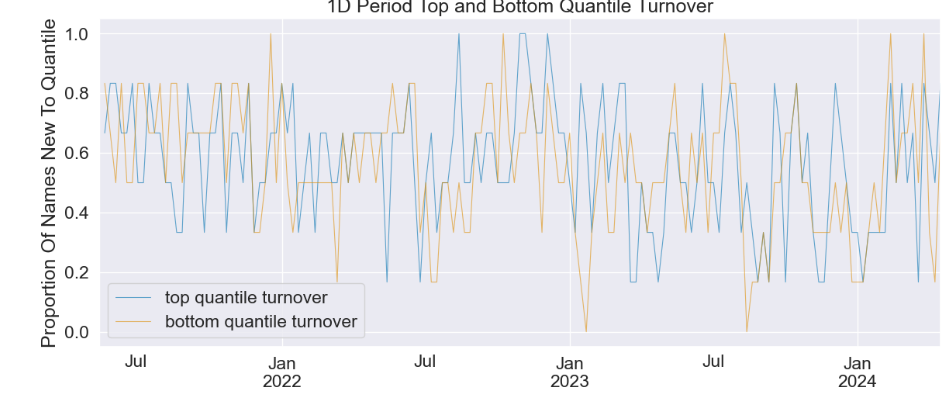 1D Period Top and Bottom Quantile Turnover
Proportion Of Names New To Quantile
1.0
0.8
0.6
0.4
0.2
0.0
top quantile turnover
bottom quantile turnover
Jul
Jan
2022
Jul
Jan
2023
Jul
Jan
2024